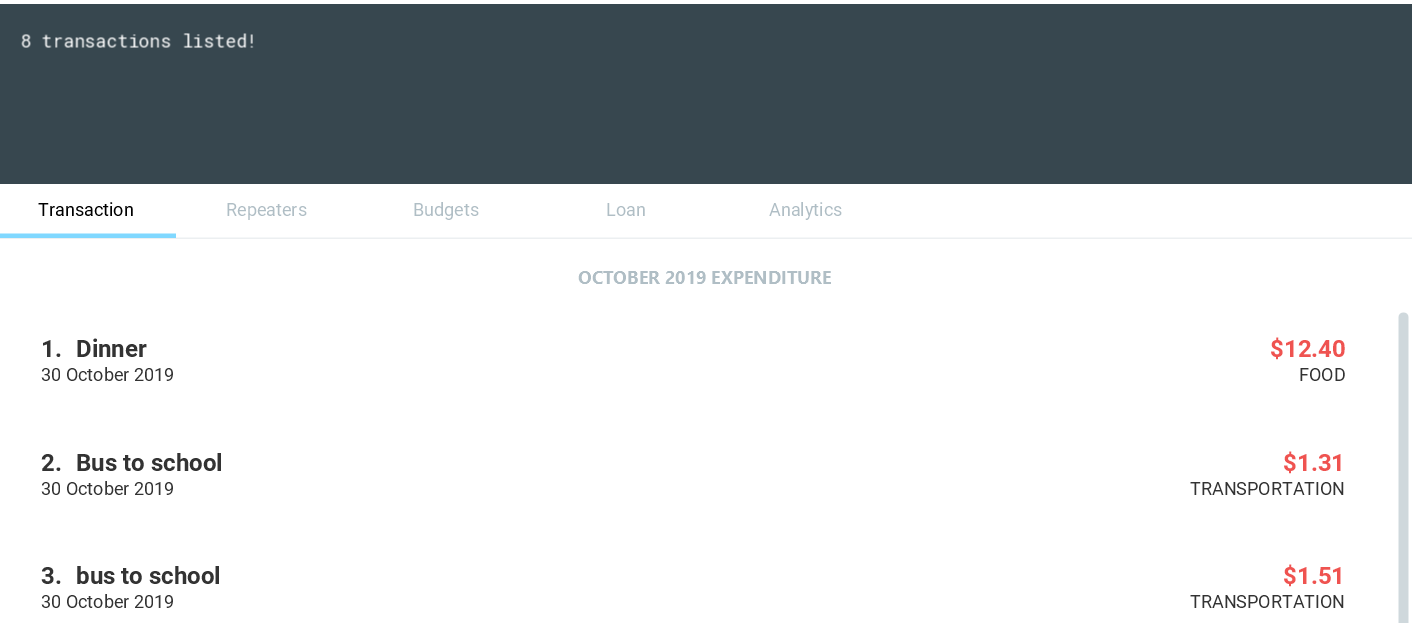 8 transactions listed!
Transaction Repeaters Budgets Loan Analytics
OCTOBER 2019 EXPENDITURE
1. Dinner $12.40
30 October 2019 FOOD
2. Bus to school $1.31
30 October 2019 TRANSPORTATION
3. bus to school $1.51
30 October 2019 TRANSPORTATION